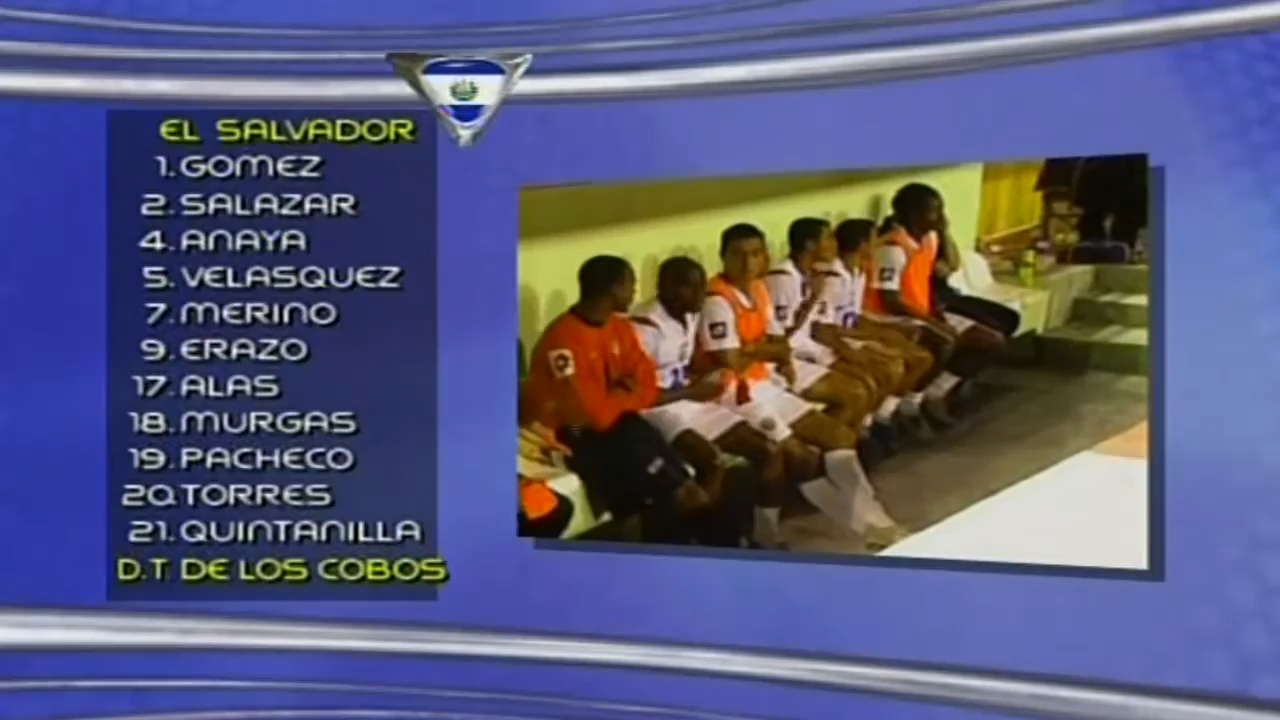 EL SALVADOR
1. GOMEZ
2. SALAZAR
4. ANAYA
5. VELASQUEZ
7. MERINO
9. ERAZO
17. ALAS
18. MURGAS
19. PACHECO
20. TORRES
21. QUINTANILLA
D.T DE LOS COBOS